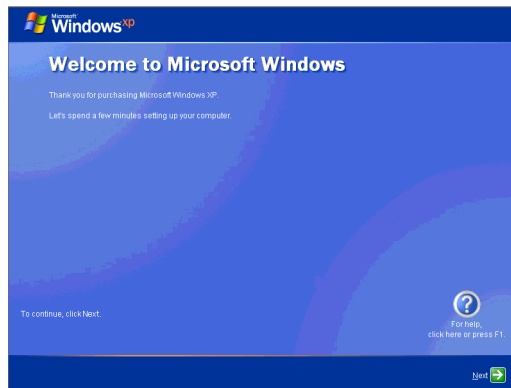 Microsoft
Windows xp
Welcome to Microsoft Windows
Thank you for purchasing Microsoft Windows XP.
Let's spend a few minutes setting up your computer.
To continue, click Next.
For help,
click here or press F1.
Next